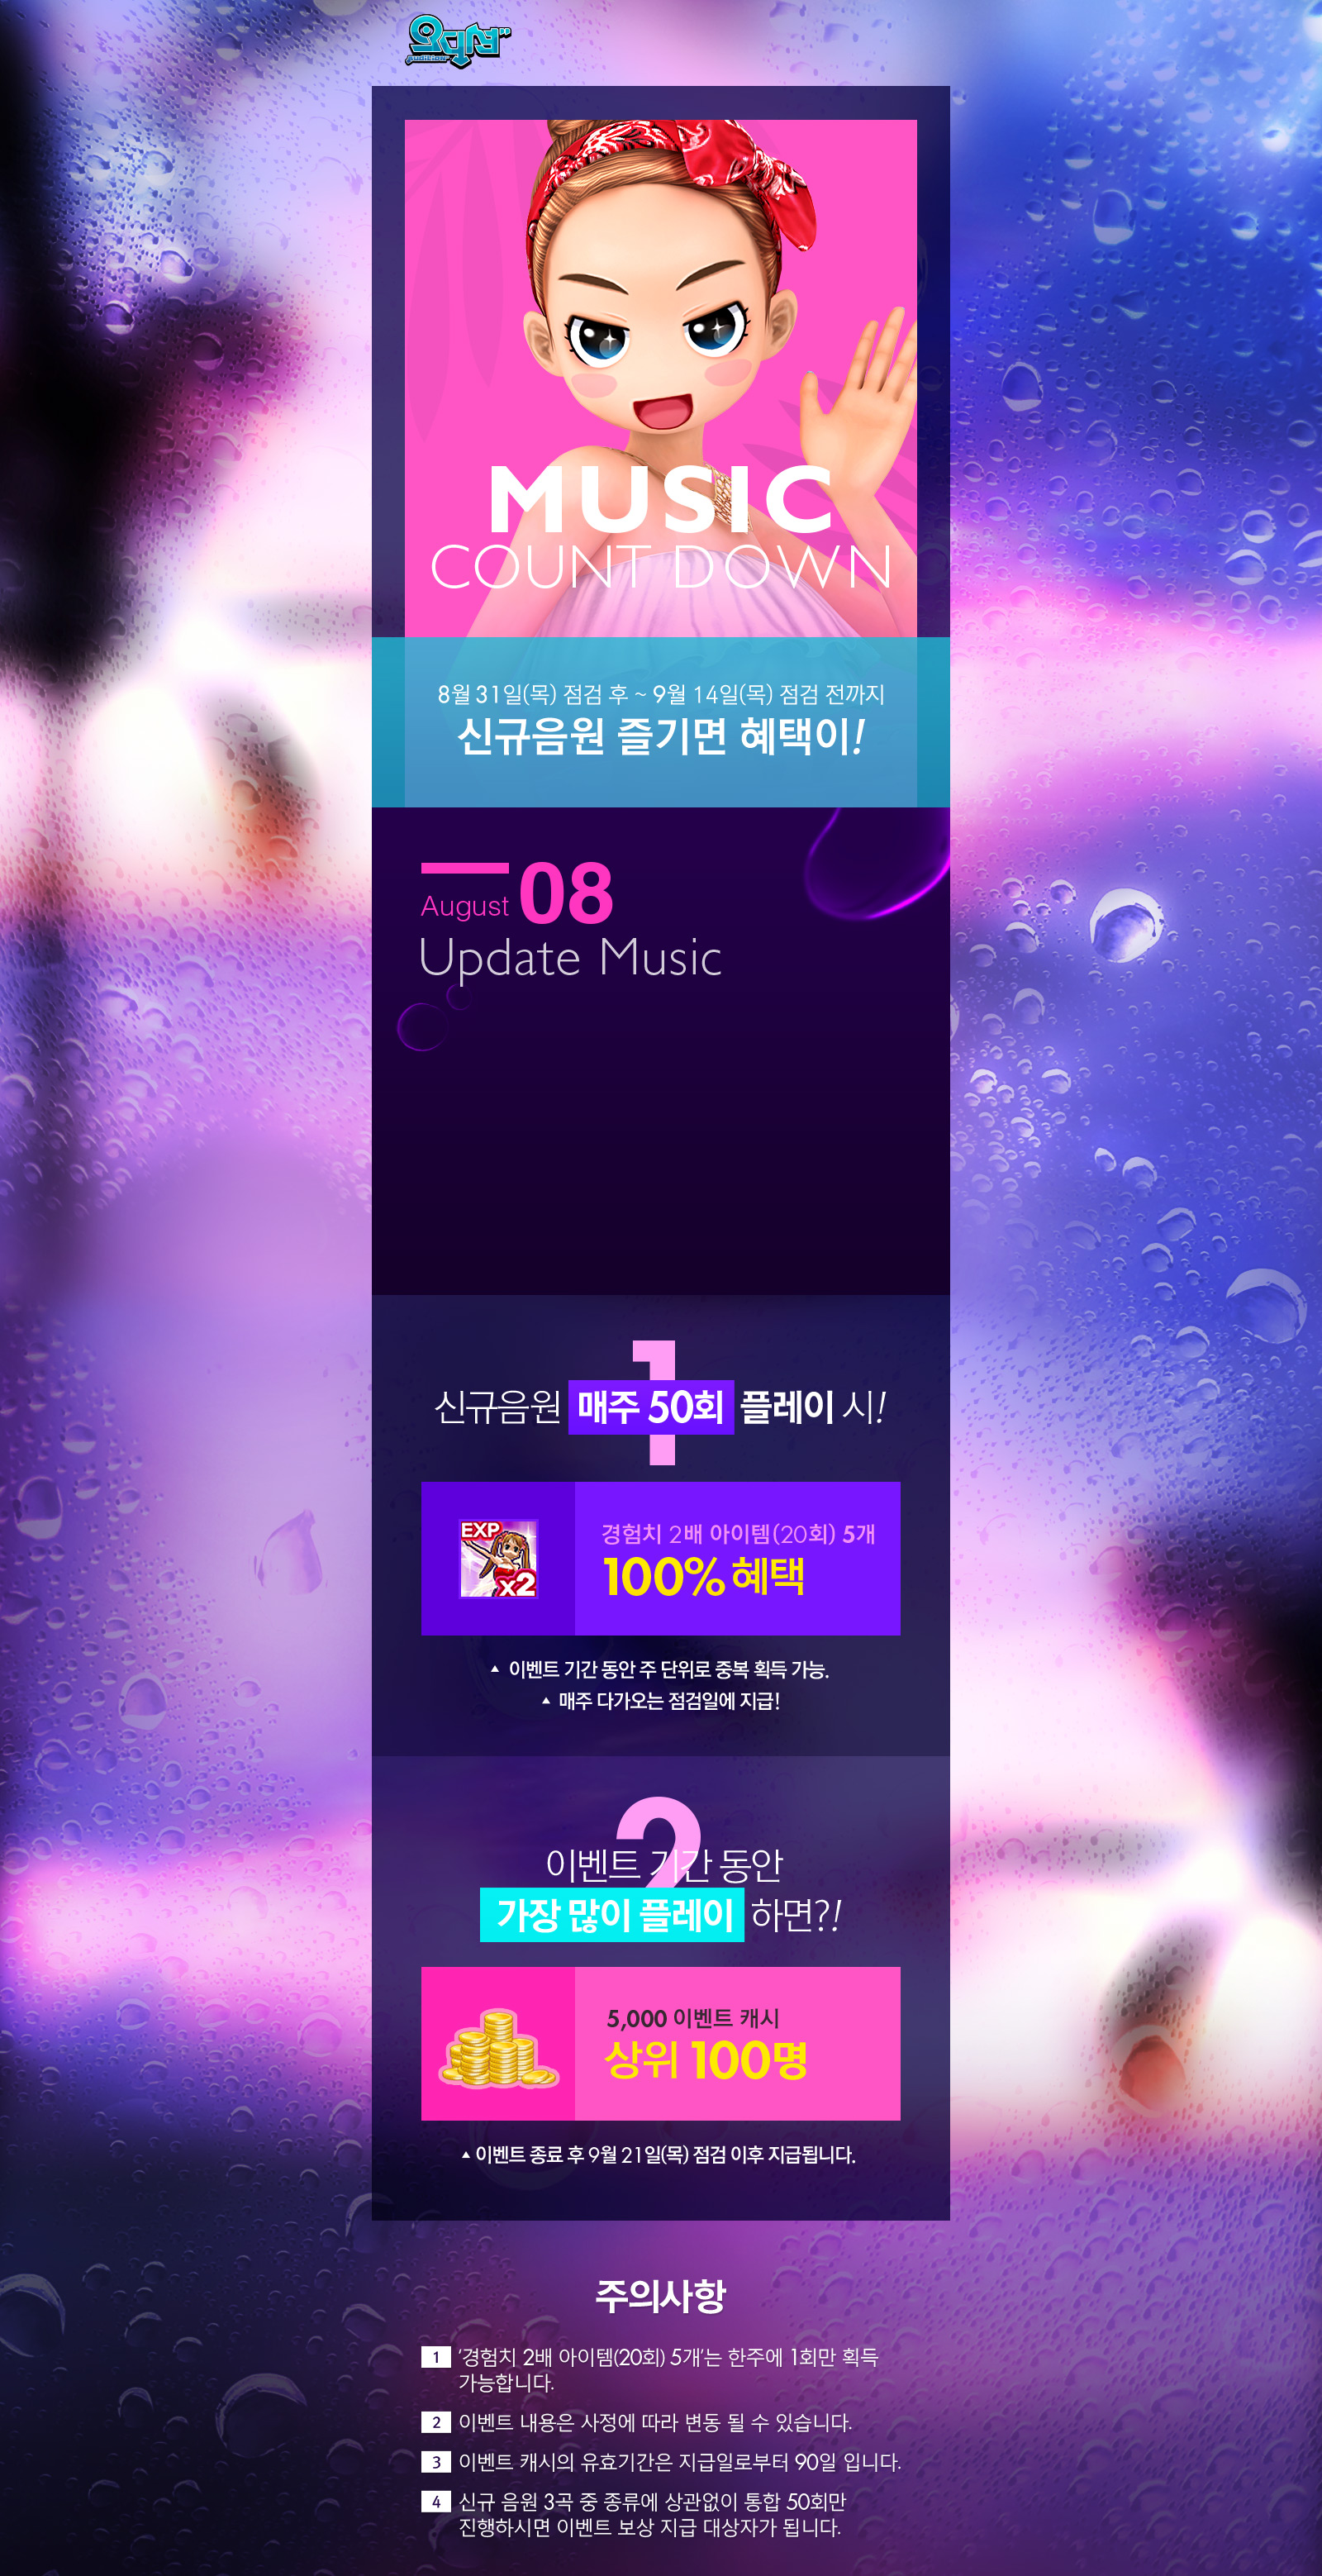 오디션
Audition
MUSIC
COUNT DOWN
8월 31일(목) 점검 후 ~ 9월 14일(목) 점검 전까지
신규음원 즐기면 혜택이!
August 08
Update Music
1
신규음원 매주 50회 플레이 시!
EXP
x2
경험치 2배 아이템(20회) 5개
100% 혜택
▲ 이벤트 기간 동안 주 단위로 중복 획득 가능.
▲ 매주 다가오는 점검일에 지급!
2
이벤트 기간 동안
가장 많이 플레이 하면?!
5,000 이벤트 캐시
상위 100명
▲ 이벤트 종료 후 9월 21일(목) 점검 이후 지급됩니다.
주의사항
1 '경험치 2배 아이템(20회) 5개'는 한주에 1회만 획득
가능합니다.
2 이벤트 내용은 사정에 따라 변동 될 수 있습니다.
3 이벤트 캐시의 유효기간은 지급일로부터 90일 입니다.
4 신규 음원 3곡 중 종류에 상관없이 통합 50회만
진행하시면 이벤트 보상 지급 대상자가 됩니다.